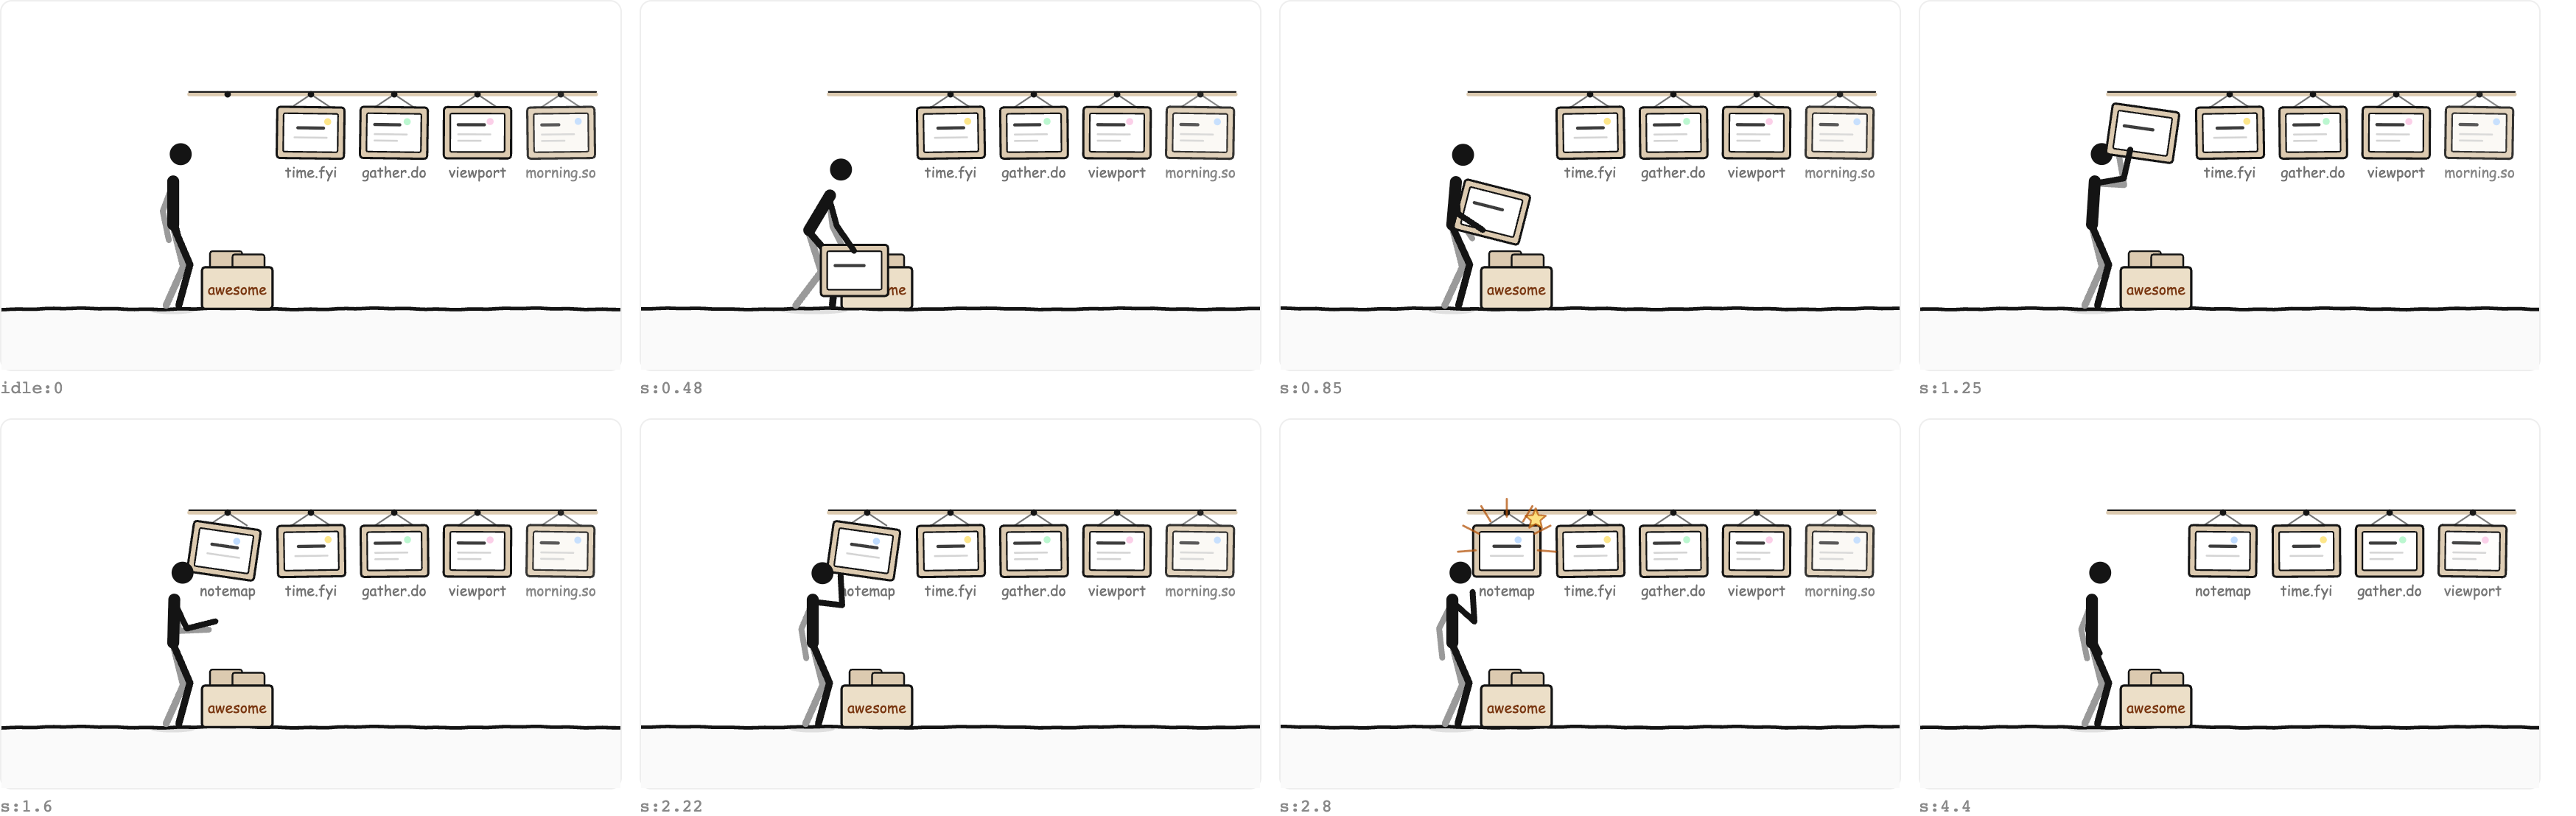 time.fyi gather.do viewport morning.so
awesome
idle:0
time.fyi gather.do viewport morning.so
me
s:0.48
time.fyi gather.do viewport morning.so
awesome
s:0.85
time.fyi gather.do viewport morning.so
awesome
s:1.25
notemap time.fyi gather.do viewport morning.so
awesome
s:1.6
notemap time.fyi gather.do viewport morning.so
awesome
s:2.22
notemap time.fyi gather.do viewport morning.so
awesome
s:2.8
notemap time.fyi gather.do viewport
awesome
s:4.4